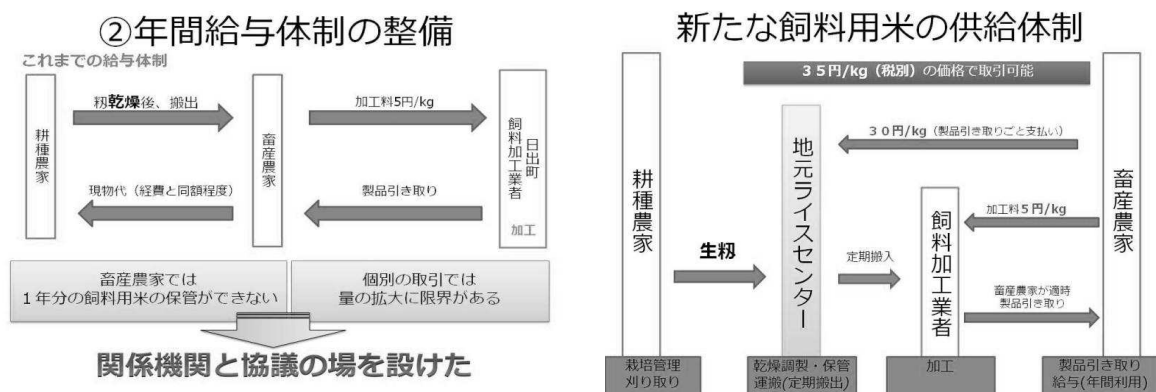 ②年間給与体制の整備
これまでの給与体制
耕種農家
籾乾燥後、搬出
現物代（経費と同額程度）
畜産農家
加工料5円/kg
製品引き取り
日出町
飼料加工業者
加工
畜産農家では
１年分の飼料用米の保管ができない
個別の取引では
量の拡大に限界がある
関係機関と協議の場を設けた
新たな飼料用米の供給体制
３５円/kg（税別）の価格で取引可能
耕種農家
生籾
地元ライスセンター
３０円/kg（製品引き取りごと支払い）
定期搬入
飼料加工業者
加工料５円/kg
畜産農家が適時
製品引き取り
畜産農家
栽培管理
刈り取り
乾燥調製・保管
運搬(定期搬出)
加工
製品引き取り
給与(年間利用)